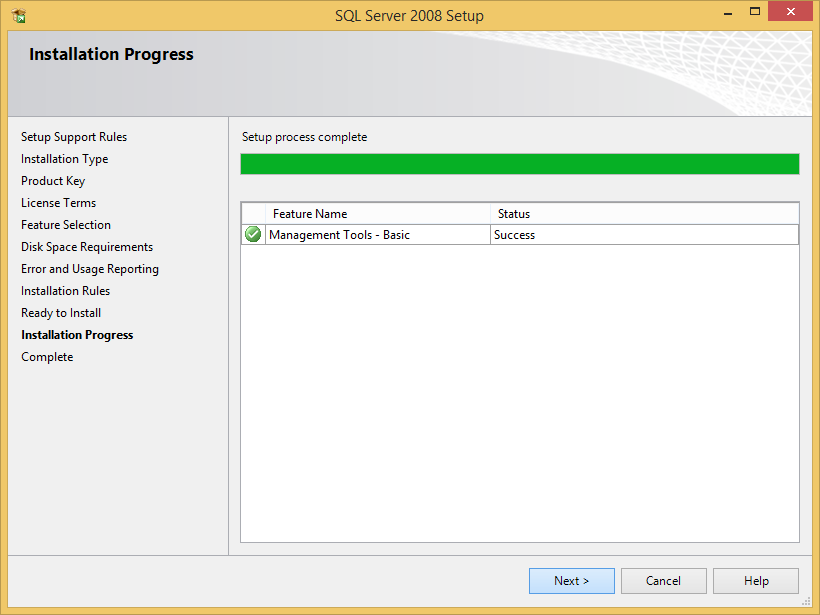 SQL Server 2008 Setup
Installation Progress
Setup Support Rules
Installation Type
Product Key
License Terms
Feature Selection
Disk Space Requirements
Error and Usage Reporting
Installation Rules
Ready to Install
Installation Progress
Complete
Setup process complete
Feature Name Status
Management Tools - Basic Success
Next > Cancel Help